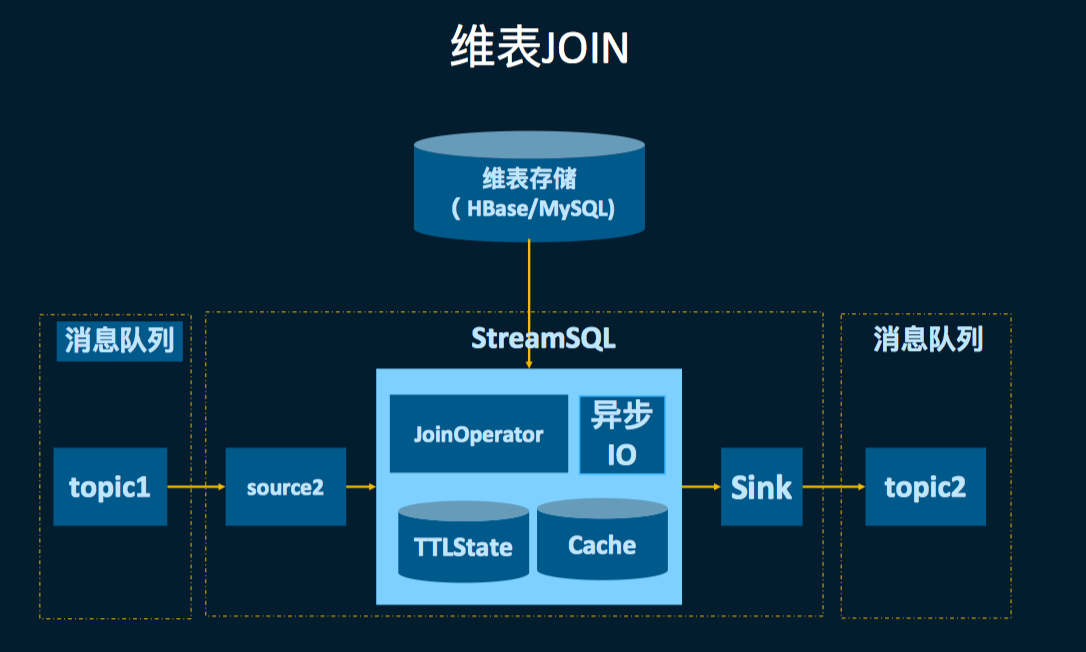 维表JOIN
维表存储
( HBase/MySQL)
消息队列
StreamSQL
消息队列
JoinOperator
异步
IO
topic1
source2
Sink
topic2
TTLState
Cache